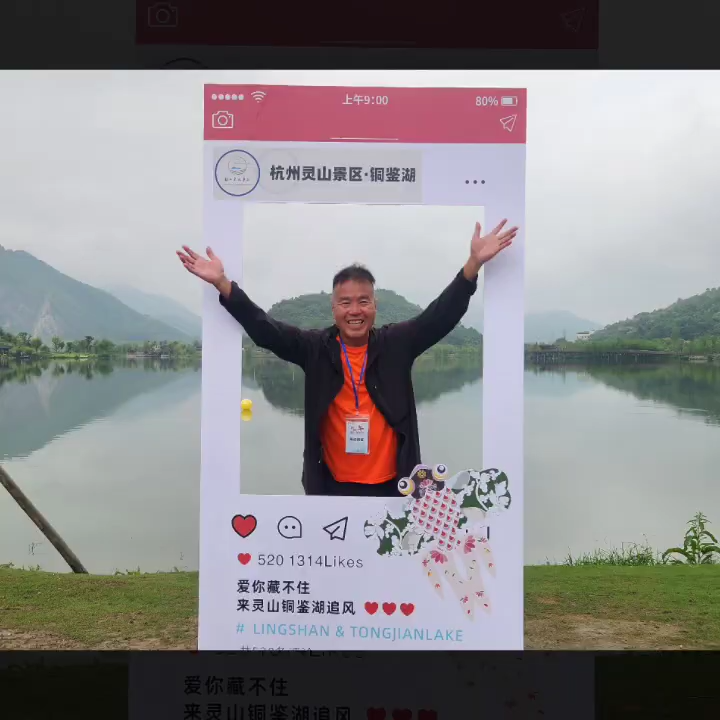 上午9:00
80%
杭州灵山景区·铜鉴湖
520 1314Likes
爱你藏不住
来灵山铜鉴湖追风
# LINGSHAN & TONGJIANLAKE
爱你藏不住
来灵山铜鉴湖追风